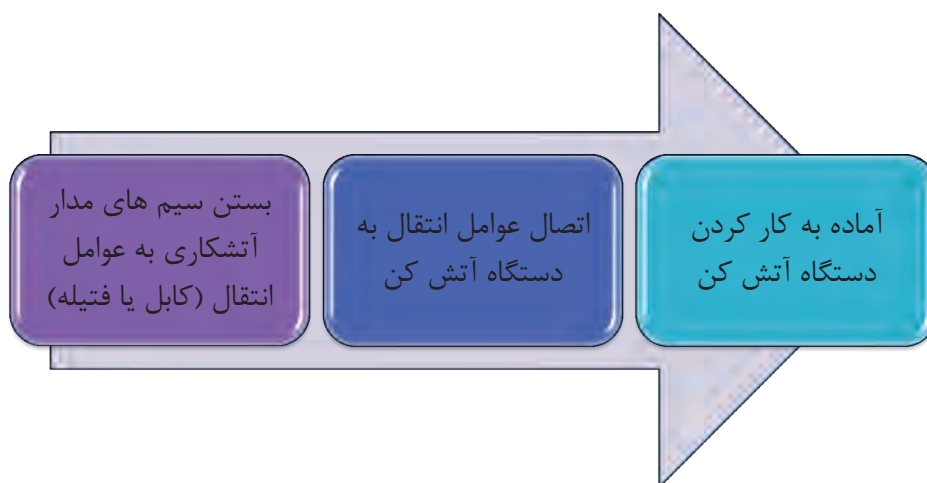 بستن سیم های مدار
آتشکاری به عوامل
انتقال (کابل یا فتیله)
اتصال عوامل انتقال به
دستگاه آتش کن
آماده به کار کردن
دستگاه آتش کن